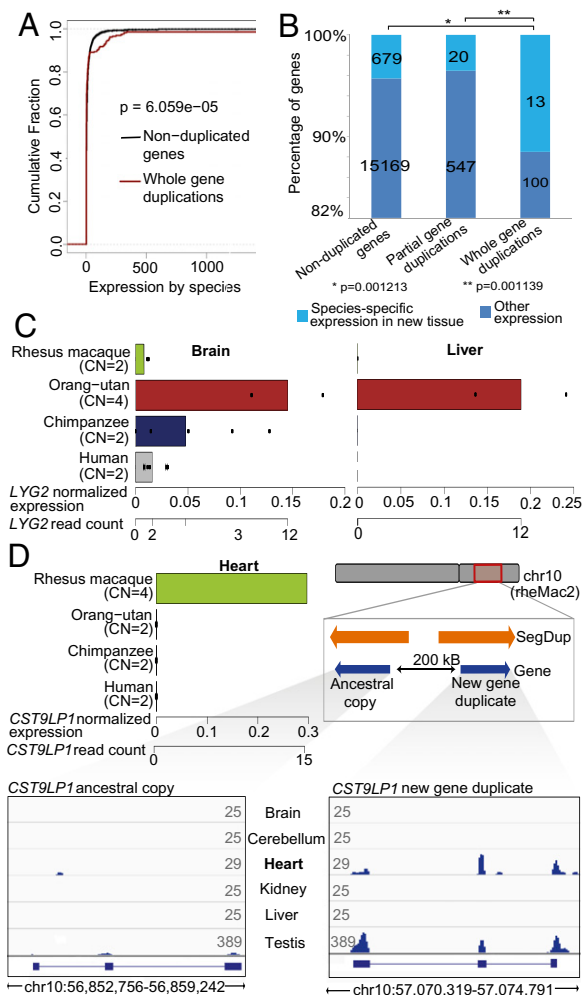 A
1.0
0.8
0.6
0.4
0.2
0.0
Cumulative Fraction
p = 6.059e−05
Non-duplicated
genes
Whole gene
duplications
0
500
1000
Expression by species
B
*
**
100%
90%
82%
Percentage of genes
679
20
13
15169
547
100
Non-duplicated
genes
Partial gene
duplications
Whole gene
duplications
* p=0.001213
** p=0.001139
Species-specific
expression in new tissue
Other
expression
C
Brain
Liver
Rhesus macaque
(CN=2)
Orang-utan
(CN=4)
Chimpanzee
(CN=2)
Human
(CN=2)
LYG2 normalized
expression
0 0.05 0.1 0.15 0.2
0 0.05 0.1 0.15 0.2 0.25
LYG2 read count
0 2 3 12
0 12
D
Heart
Rhesus macaque
(CN=4)
Orang-utan
(CN=2)
Chimpanzee
(CN=2)
Human
(CN=2)
CST9LP1 normalized
expression
0 0.1 0.2 0.3
CST9LP1 read count
0 15
chr10
(rheMac2)
SegDup
200 kB
Gene
Ancestral
copy
New gene
duplicate
CST9LP1 ancestral copy
CST9LP1 new gene duplicate
25 Brain 25
25 Cerebellum 25
29 Heart 29
25 Kidney 25
25 Liver 25
389 Testis 389
chr10:56,852,756-56,859,242
chr10:57.070.319-57.074.791